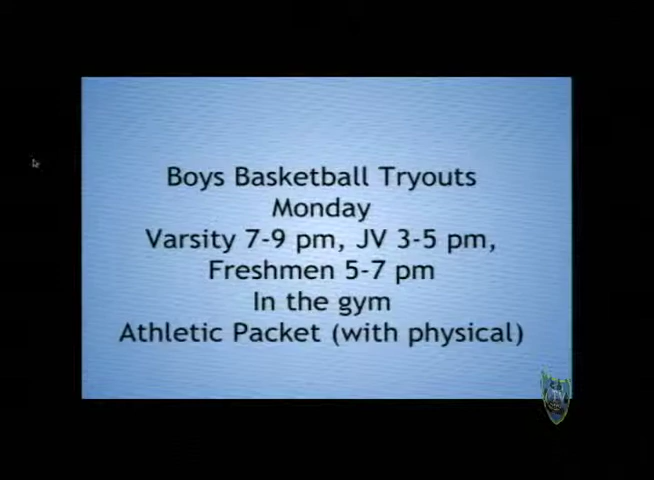 Boys Basketball Tryouts
Monday
Varsity 7-9 pm, JV 3-5 pm,
Freshmen 5-7 pm
In the gym
Athletic Packet (with physical)